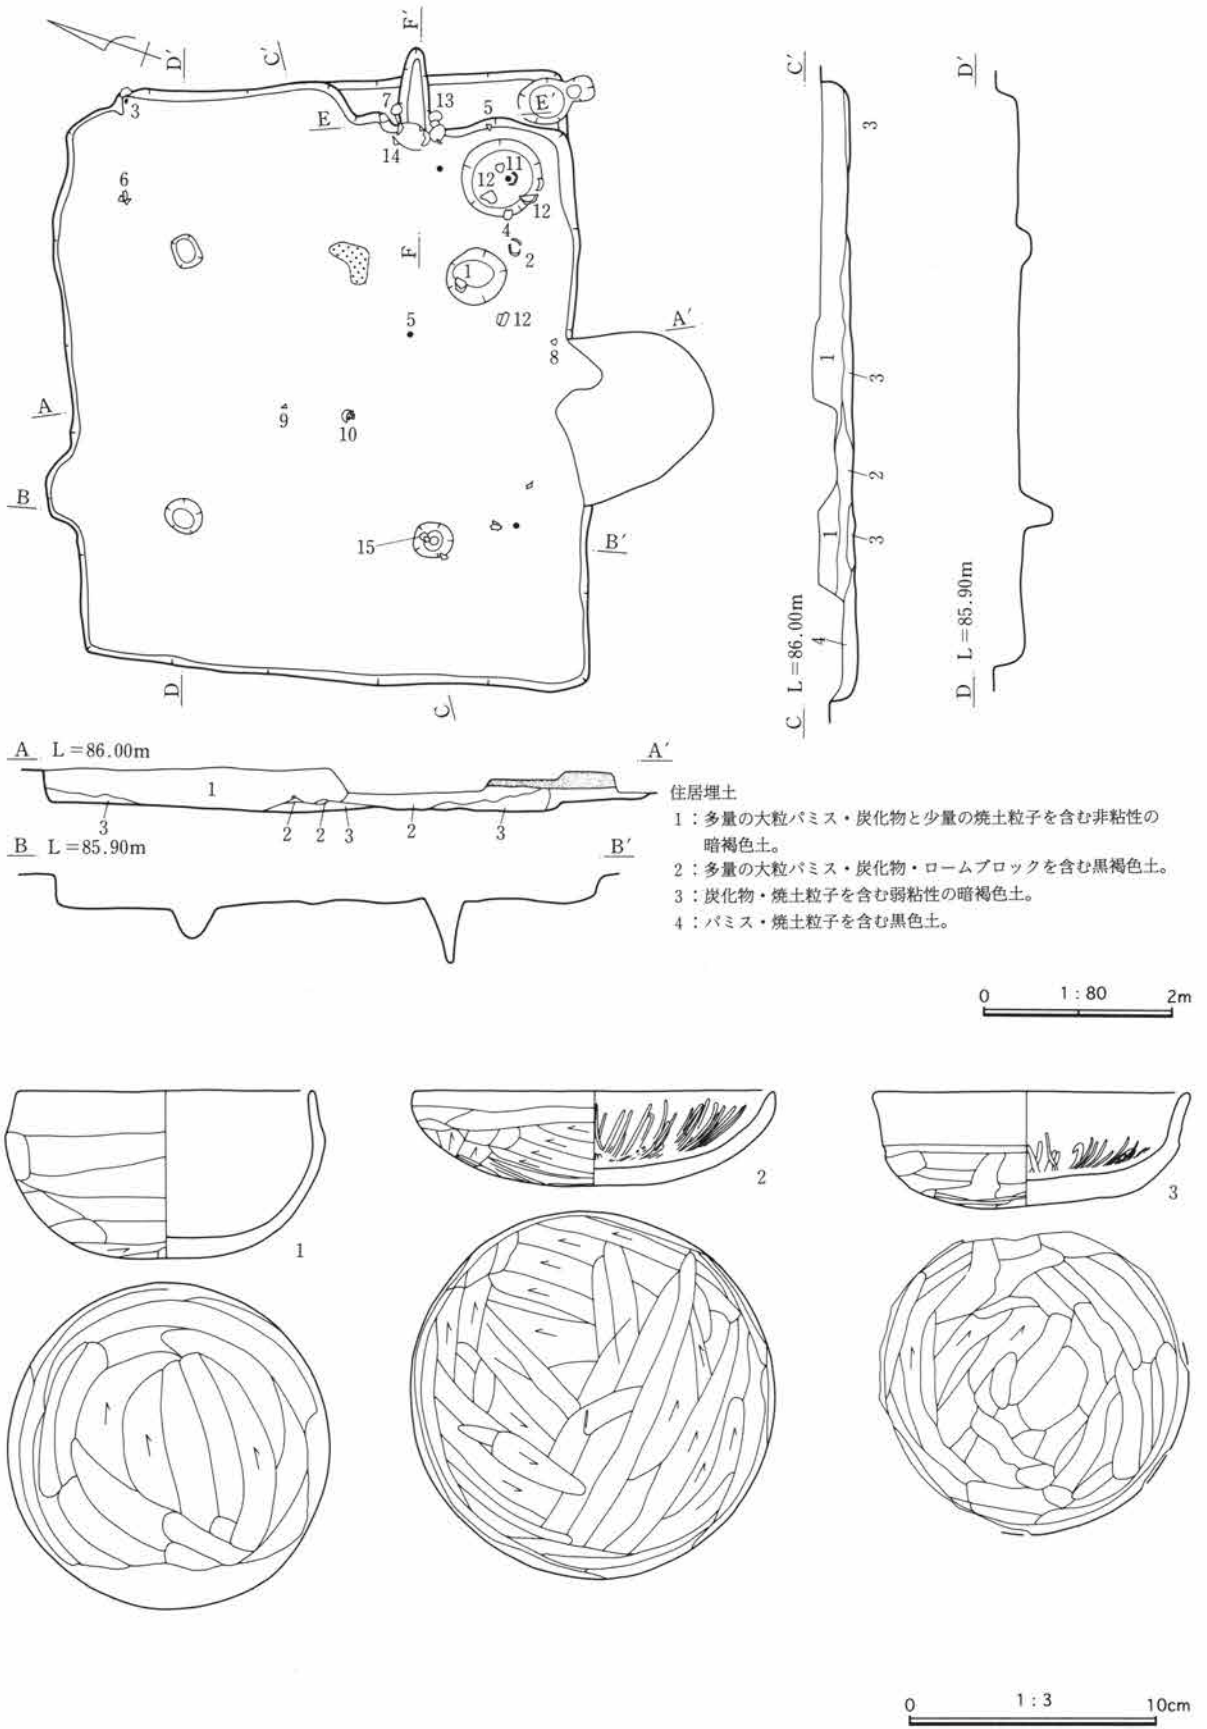 F′
D′
C′
3
E
7
13
5
E′
14
6
12
11
12
4
F
2
1
5
12
A′
8
A
9
10
B
15
B′
D
C
C′
3
1
3
2
1
3
4
C L=86.00m
D′
D L=85.90m
A L=86.00m
A′
1
3
2
2
3
2
3
B L=85.90m
B′
住居埋土
1：多量の大粒パミス・炭化物と少量の焼土粒子を含む非粘性の
暗褐色土。
2：多量の大粒パミス・炭化物・ロームブロックを含む黒褐色土。
3：炭化物・焼土粒子を含む弱粘性の暗褐色土。
4：パミス・焼土粒子を含む黒色土。
0 1：80 2m
1
2
3
0 1：3 10cm